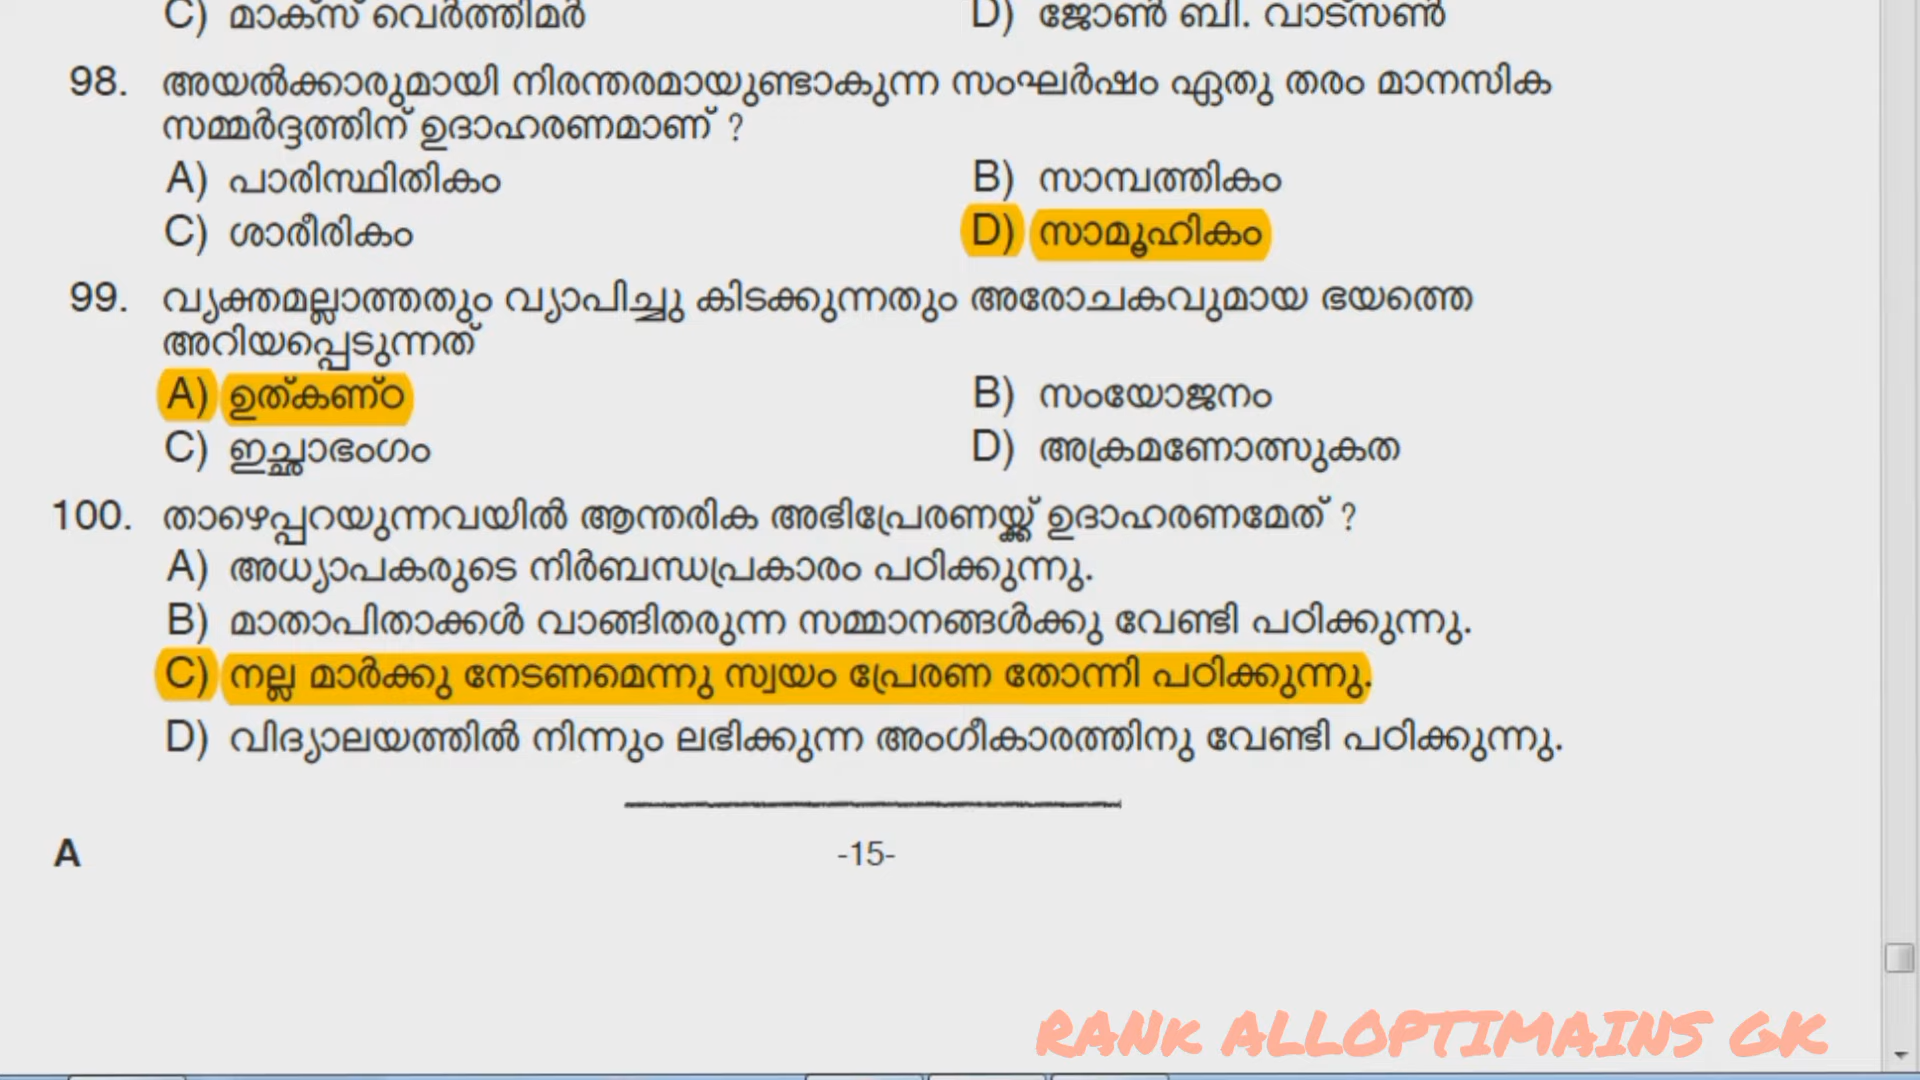 C) മാക്സ് വെർത്തിമർ D) ജോൺ ബി. വാട്സൺ
98. അയൽക്കാരുമായി നിരന്തരമായുണ്ടാകുന്ന സംഘർഷം ഏതു തരം മാനസിക
സമ്മർദ്ദത്തിന് ഉദാഹരണമാണ് ?
A) പാരിസ്ഥിതികം B) സാമ്പത്തികം
C) ശാരീരികം D) സാമൂഹികം
99. വ്യക്തമല്ലാത്തതും വ്യാപിച്ചു കിടക്കുന്നതും അരോചകവുമായ ഭയത്തെ
അറിയപ്പെടുന്നത്
A) ഉത്കണ്ഠ B) സംയോജനം
C) ഇച്ഛാഭംഗം D) അക്രമണോത്സുകത
100. താഴെപ്പറയുന്നവയിൽ ആന്തരിക അഭിപ്രേരണയ്ക്ക് ഉദാഹരണമേത് ?
A) അധ്യാപകരുടെ നിർബന്ധപ്രകാരം പഠിക്കുന്നു.
B) മാതാപിതാക്കൾ വാങ്ങിതരുന്ന സമ്മാനങ്ങൾക്കു വേണ്ടി പഠിക്കുന്നു.
C) നല്ല മാർക്കു നേടണമെന്നു സ്വയം പ്രേരണ തോന്നി പഠിക്കുന്നു.
D) വിദ്യാലയത്തിൽ നിന്നും ലഭിക്കുന്ന അംഗീകാരത്തിനു വേണ്ടി പഠിക്കുന്നു.
A -15-
RANK ALLOPTIMAINS GK